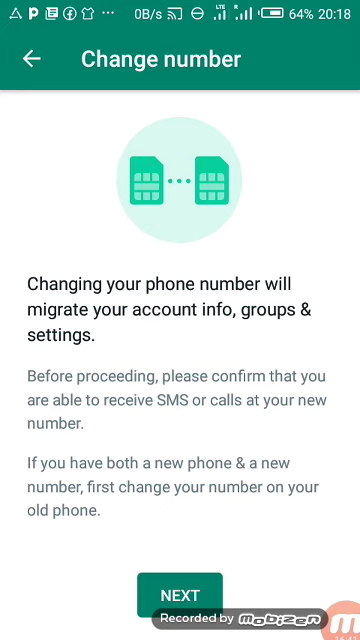 0B/s LTE R 64% 20:18
Change number
Changing your phone number will
migrate your account info, groups &
settings.
Before proceeding, please confirm that you
are able to receive SMS or calls at your new
number.
If you have both a new phone & a new
number, first change your number on your
old phone.
NEXT
Recorded by mobizen